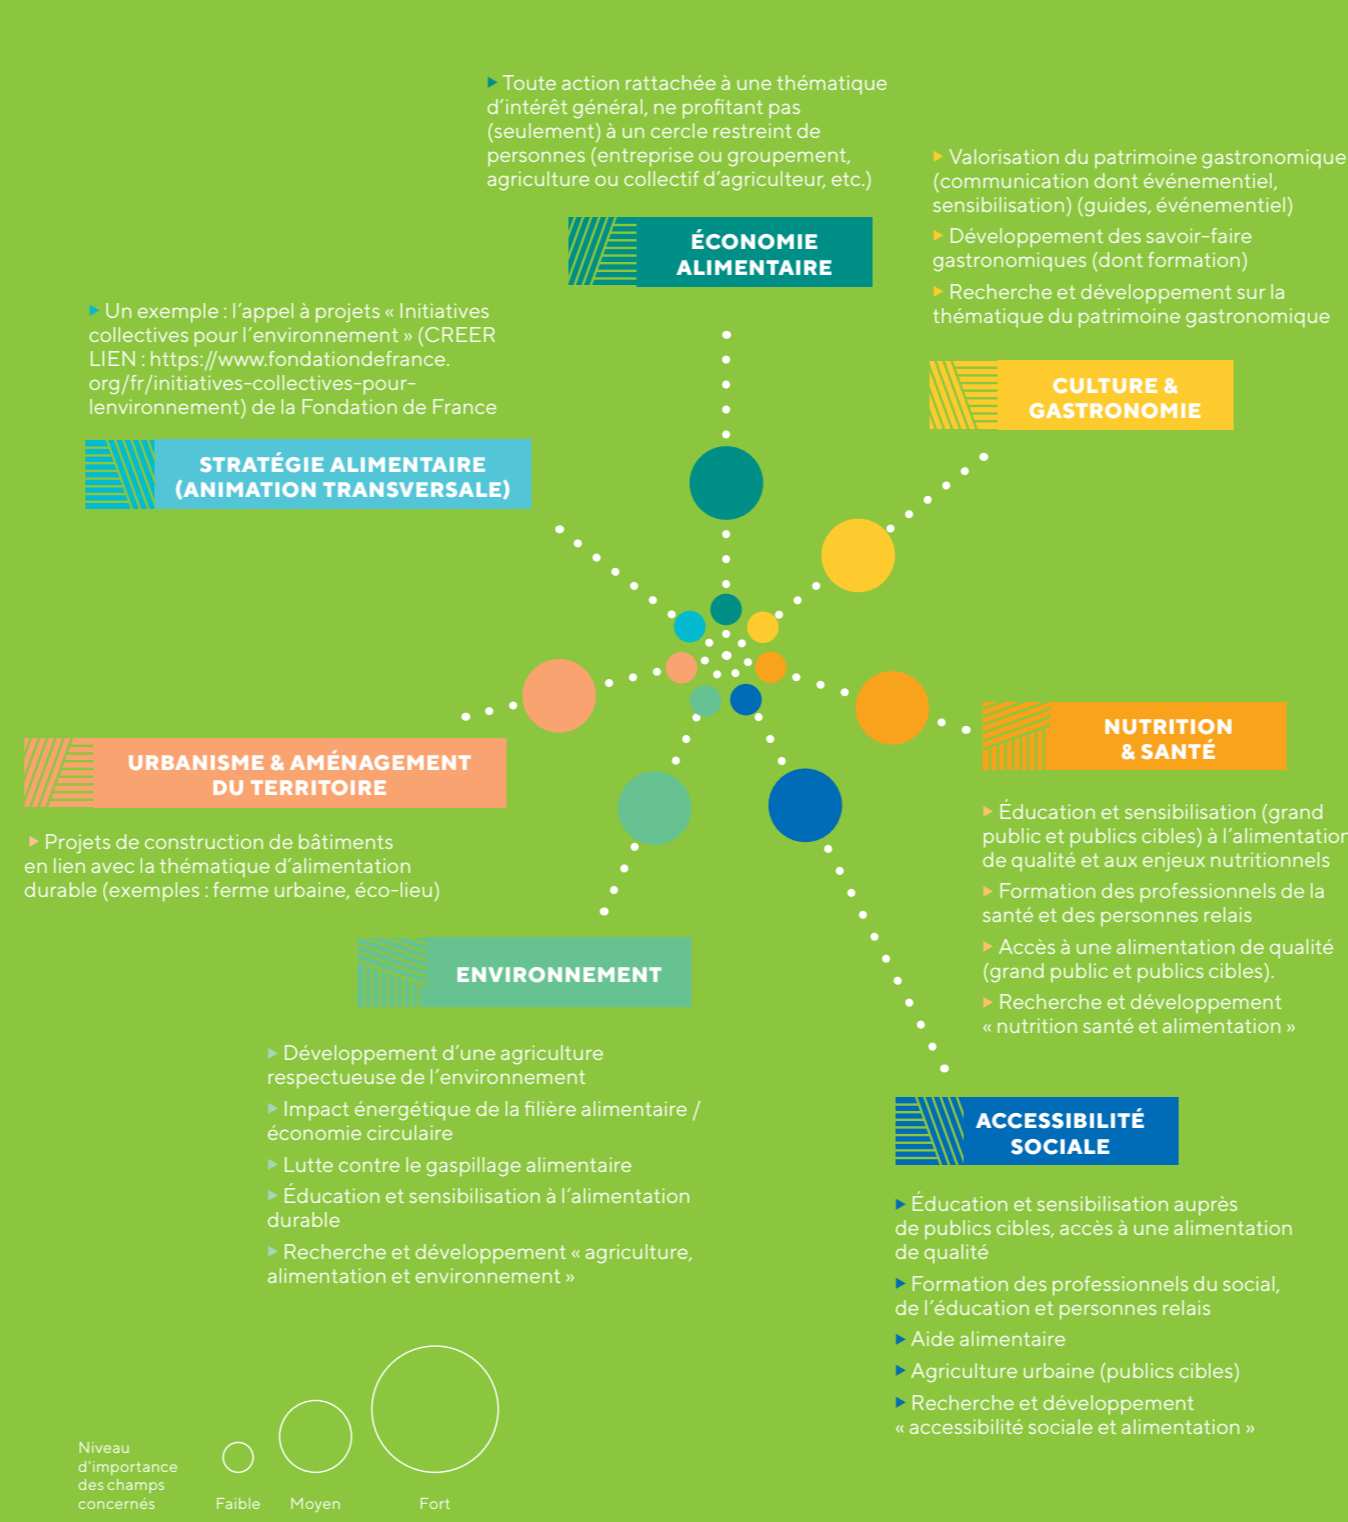 ▶ Toute action rattachée à une thématique
d’intérêt général, ne profitant pas
(seulement) à un cercle restreint de
personnes (entreprise ou groupement,
agriculture ou collectif d’agriculteur, etc.)
ÉCONOMIE
ALIMENTAIRE
▶ Valorisation du patrimoine gastronomique
(communication dont événementiel,
sensibilisation) (guides, événementiel)
▶ Développement des savoir-faire
gastronomiques (dont formation)
▶ Recherche et développement sur la
thématique du patrimoine gastronomique
CULTURE &
GASTRONOMIE
▶ Un exemple : l’appel à projets « Initiatives
collectives pour l’environnement » (CREER
LIEN : https://www.fondationdefrance.
org/fr/initiatives-collectives-pour-
lenvironnement) de la Fondation de France
STRATÉGIE ALIMENTAIRE
(ANIMATION TRANSVERSALE)
NUTRITION
& SANTÉ
▶ Éducation et sensibilisation (grand
public et publics cibles) à l’alimentation
de qualité et aux enjeux nutritionnels
▶ Formation des professionnels de la
santé et des personnes relais
▶ Accès à une alimentation de qualité
(grand public et publics cibles).
▶ Recherche et développement
« nutrition santé et alimentation »
URBANISME & AMÉNAGEMENT
DU TERRITOIRE
▶ Projets de construction de bâtiments
en lien avec la thématique d’alimentation
durable (exemples : ferme urbaine, éco-lieu)
ENVIRONNEMENT
▶ Développement d’une agriculture
respectueuse de l’environnement
▶ Impact énergétique de la filière alimentaire /
économie circulaire
▶ Lutte contre le gaspillage alimentaire
▶ Éducation et sensibilisation à l’alimentation
durable
▶ Recherche et développement « agriculture,
alimentation et environnement »
ACCESSIBILITÉ
SOCIALE
▶ Éducation et sensibilisation auprès
de publics cibles, accès à une alimentation
de qualité
▶ Formation des professionnels du social,
de l’éducation et personnes relais
▶ Aide alimentaire
▶ Agriculture urbaine (publics cibles)
▶ Recherche et développement
« accessibilité sociale et alimentation »
Niveau
d'importance
des champs
concernés
Faible
Moyen
Fort